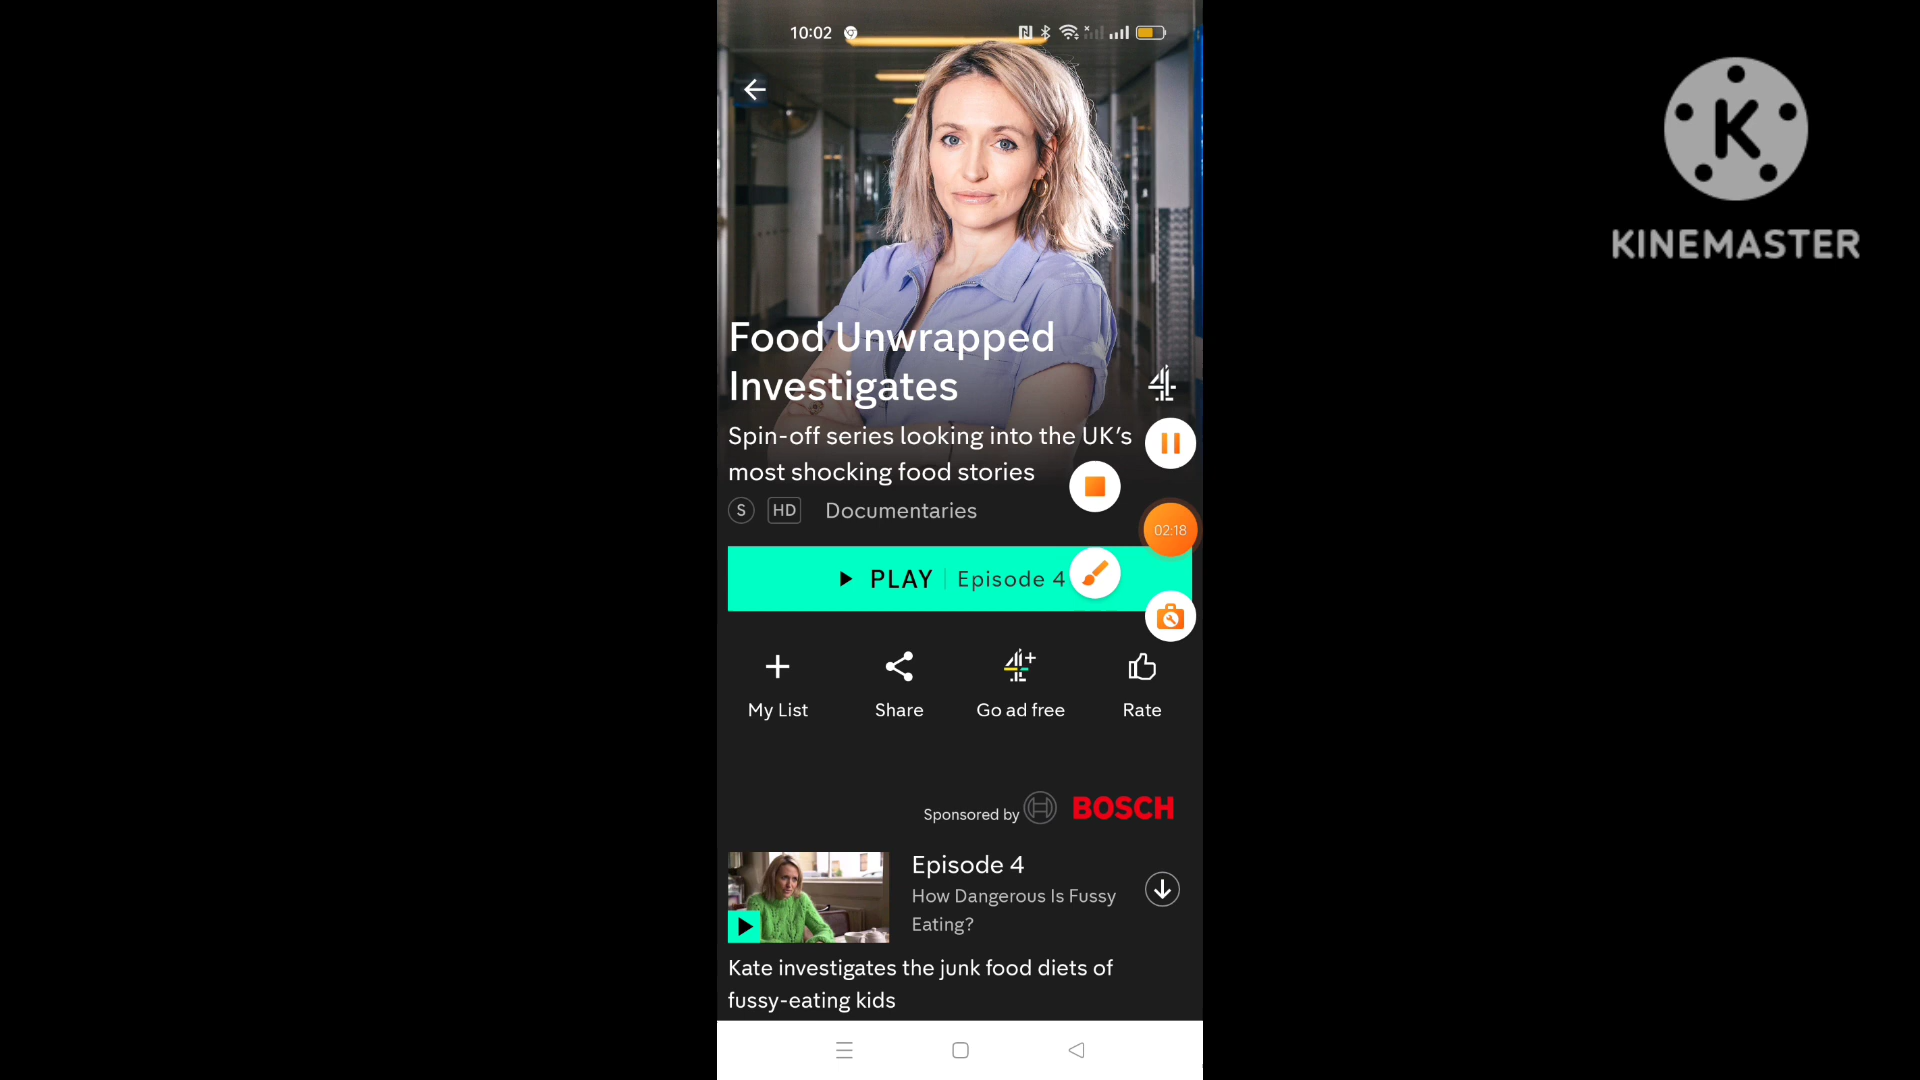 10:02
K
KINEMASTER
Food Unwrapped
Investigates
4
Spin-off series looking into the UK’s
most shocking food stories
S HD Documentaries
02:18
PLAY Episode 4
4+
My List Share Go ad free Rate
Sponsored by BOSCH
Episode 4
How Dangerous Is Fussy
Eating?
Kate investigates the junk food diets of
fussy-eating kids